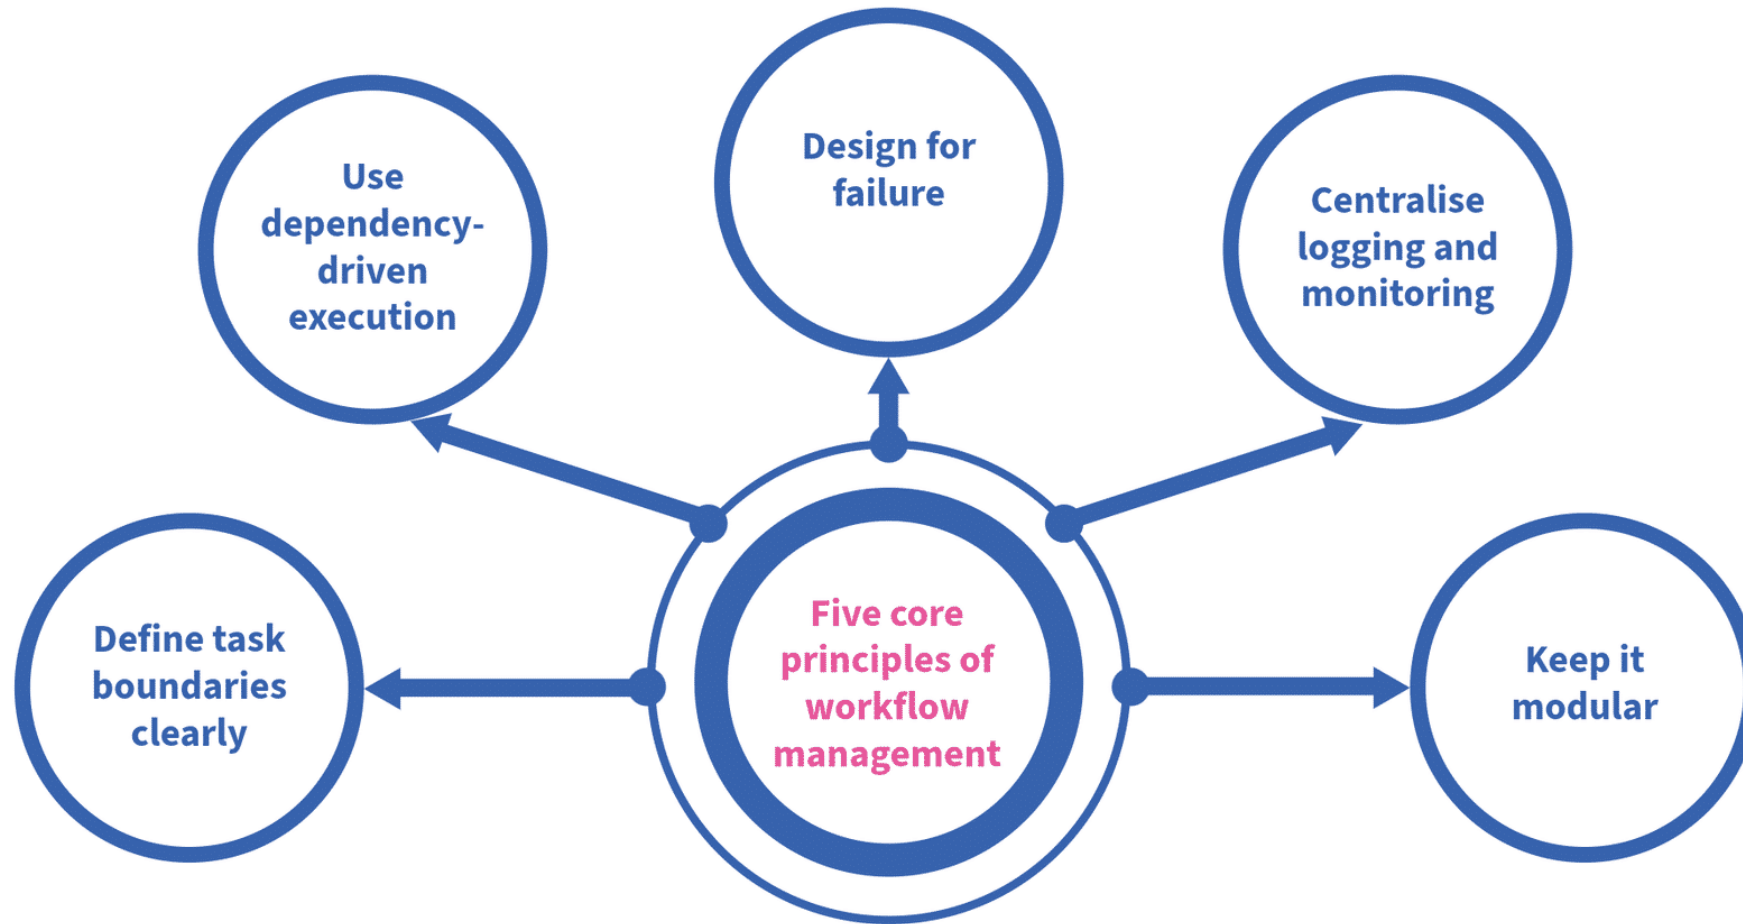 Design for
failure
Use
dependency-
driven
execution
Centralise
logging and
monitoring
Define task
boundaries
clearly
Five core
principles of
workflow
management
Keep it
modular